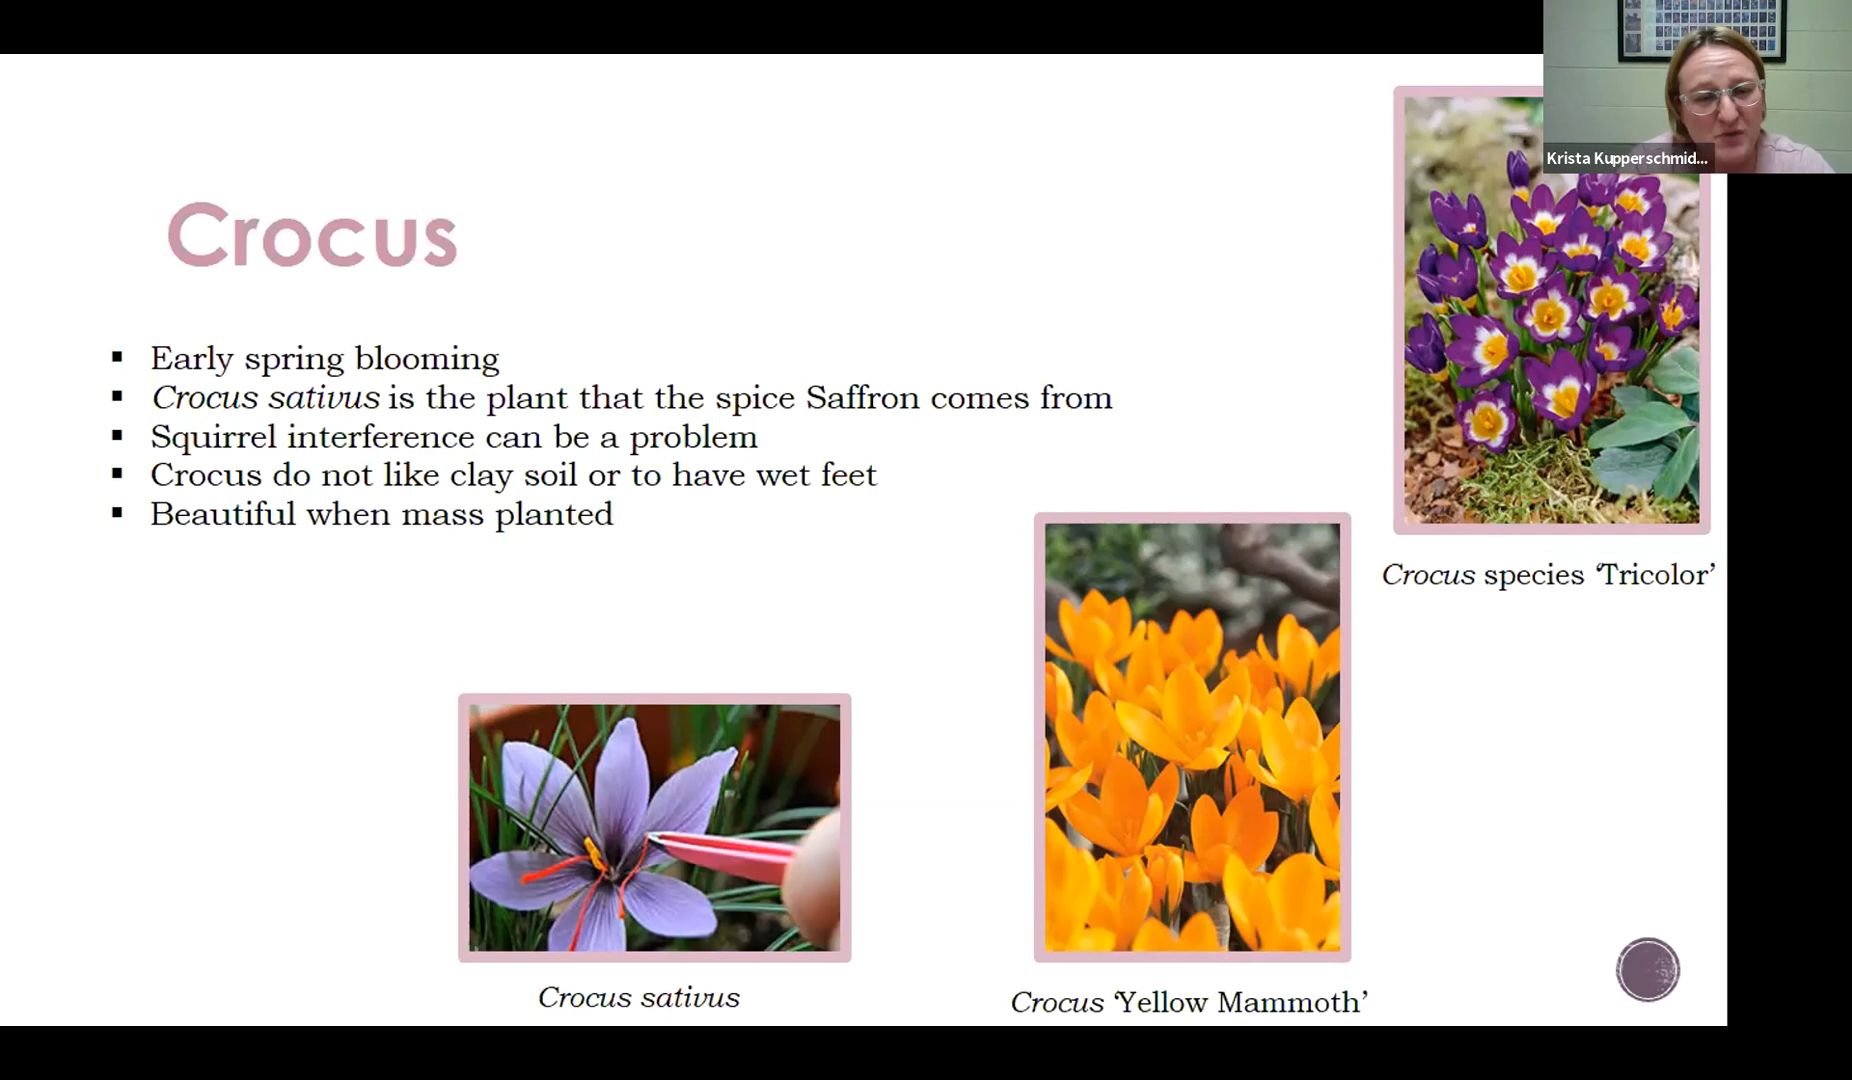 Krista Kupperschmid...
Crocus
▪ Early spring blooming
▪ Crocus sativus is the plant that the spice Saffron comes from
▪ Squirrel interference can be a problem
▪ Crocus do not like clay soil or to have wet feet
▪ Beautiful when mass planted
Crocus species ‘Tricolor’
Crocus sativus
Crocus ‘Yellow Mammoth’